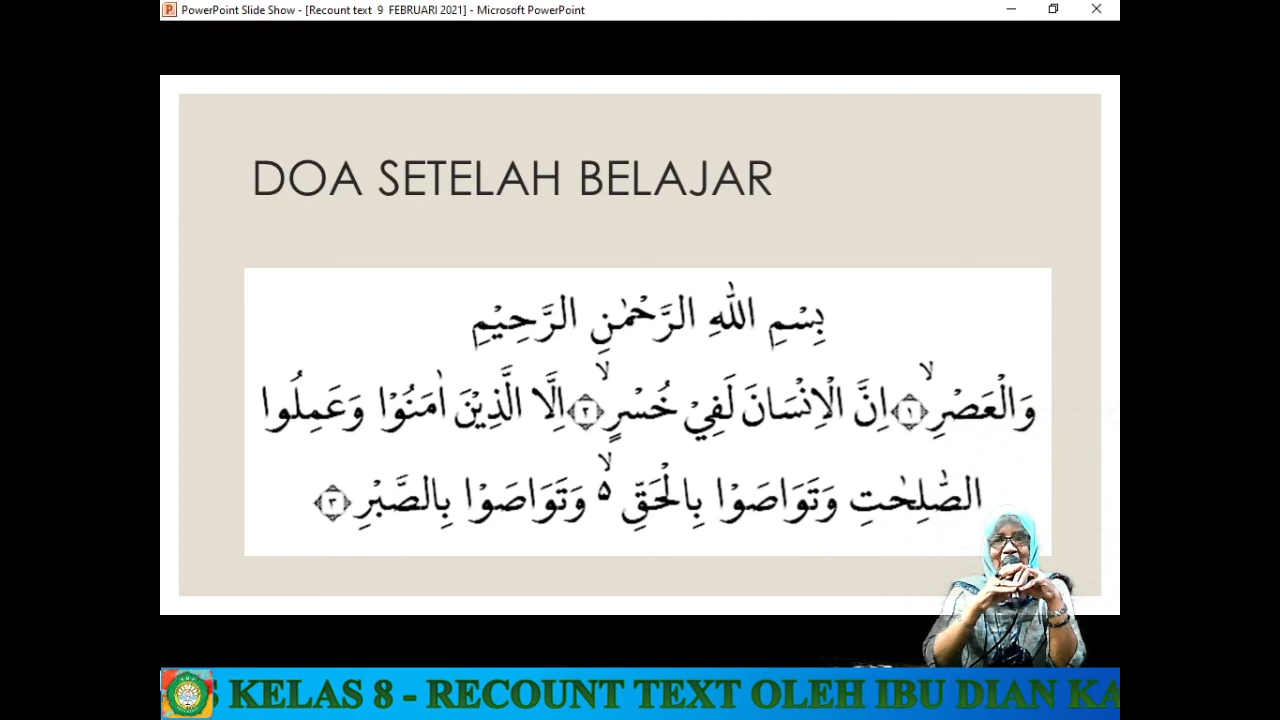 PowerPoint Slide Show - [Recount text 9 FEBRUARI 2021] - Microsoft PowerPoint
DOA SETELAH BELAJAR
بِسْمِ اللّٰهِ الرَّحْمٰنِ الرَّحِيْمِ
وَالْعَصْرِۙ ١ اِنَّ الْاِنْسَانَ لَفِيْ خُسْرٍۙ ٢ اِلَّا الَّذِيْنَ اٰمَنُوْا وَعَمِلُوا
الصّٰلِحٰتِ وَتَوَاصَوْا بِالْحَقِّ ەۙ وَتَوَاصَوْا بِالصَّبْرِ ٣
S KELAS 8 - RECOUNT TEXT OLEH IBU DIAN KA